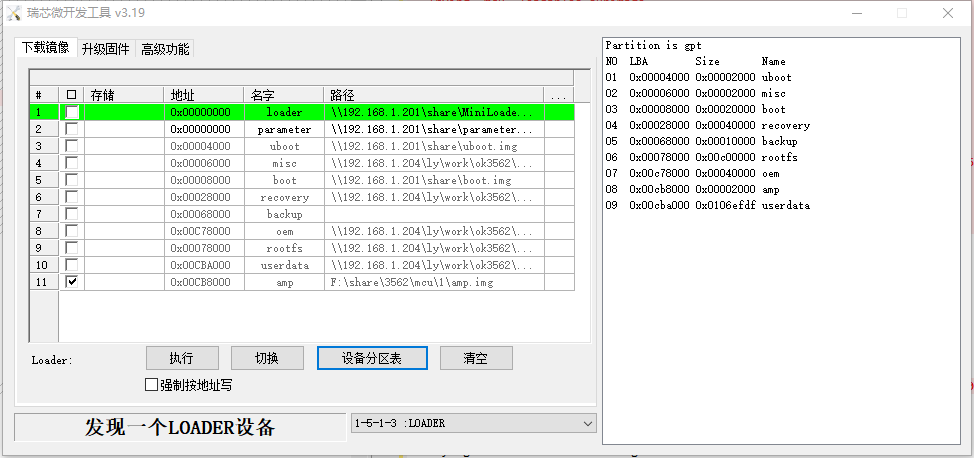 瑞芯微开发工具 v3.19
下载镜像 升级固件 高级功能
# 存储 地址 名字 路径 ...
1 0x00000000 loader \\192.168.1.201\share\MiniLoade...
2 0x00000000 parameter \\192.168.1.201\share\parameter...
3 0x00004000 uboot \\192.168.1.201\share\uboot.img
4 0x00006000 misc \\192.168.1.204\ly\work\ok3562\...
5 0x00008000 boot \\192.168.1.201\share\boot.img
6 0x00028000 recovery \\192.168.1.204\ly\work\ok3562\...
7 0x00068000 backup
8 0x00C78000 oem \\192.168.1.204\ly\work\ok3562\...
9 0x00078000 rootfs \\192.168.1.204\ly\work\ok3562\...
10 0x00CBA000 userdata \\192.168.1.204\ly\work\ok3562\...
11 0x00CB8000 amp F:\share\3562\mcu\1\amp.img
Loader: 执行 切换 设备分区表 清空
强制按地址写
发现一个LOADER设备 1-5-1-3 :LOADER
Partition is gpt
NO LBA Size Name
01 0x00004000 0x00002000 uboot
02 0x00006000 0x00002000 misc
03 0x00008000 0x00020000 boot
04 0x00028000 0x00040000 recovery
05 0x00068000 0x00010000 backup
06 0x00078000 0x00c00000 rootfs
07 0x00c78000 0x00040000 oem
08 0x00cb8000 0x00002000 amp
09 0x00cba000 0x0106efdf userdata